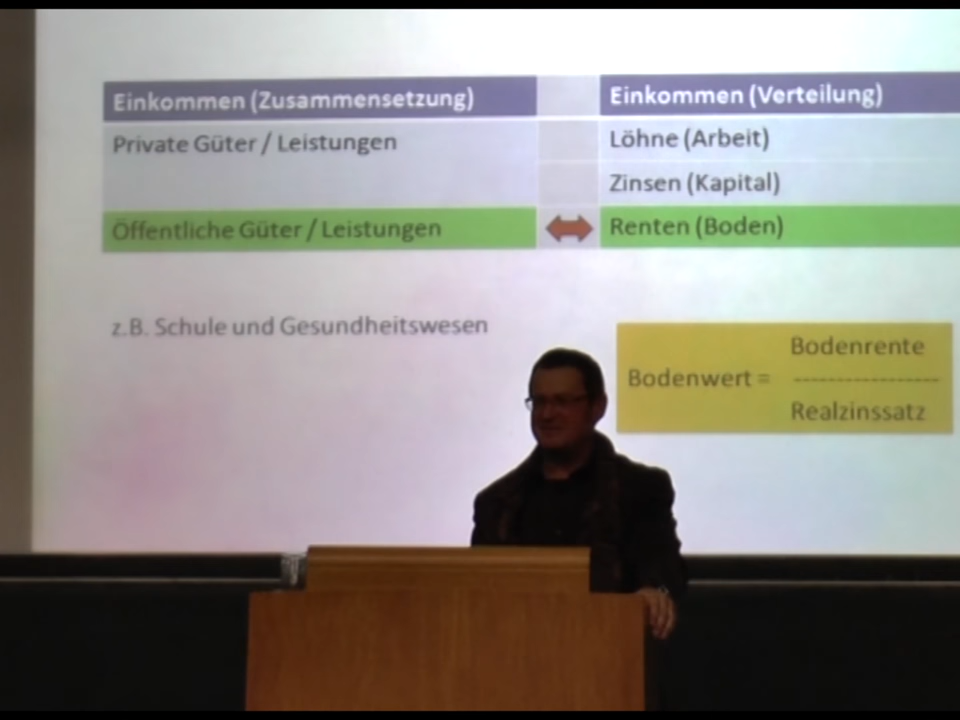 Einkommen (Zusammensetzung)
Einkommen (Verteilung)
Private Güter / Leistungen
Löhne (Arbeit)
Zinsen (Kapital)
Öffentliche Güter / Leistungen
Renten (Boden)
z.B. Schule und Gesundheitswesen
Bodenrente
Bodenwert = -----------------
Realzinssatz